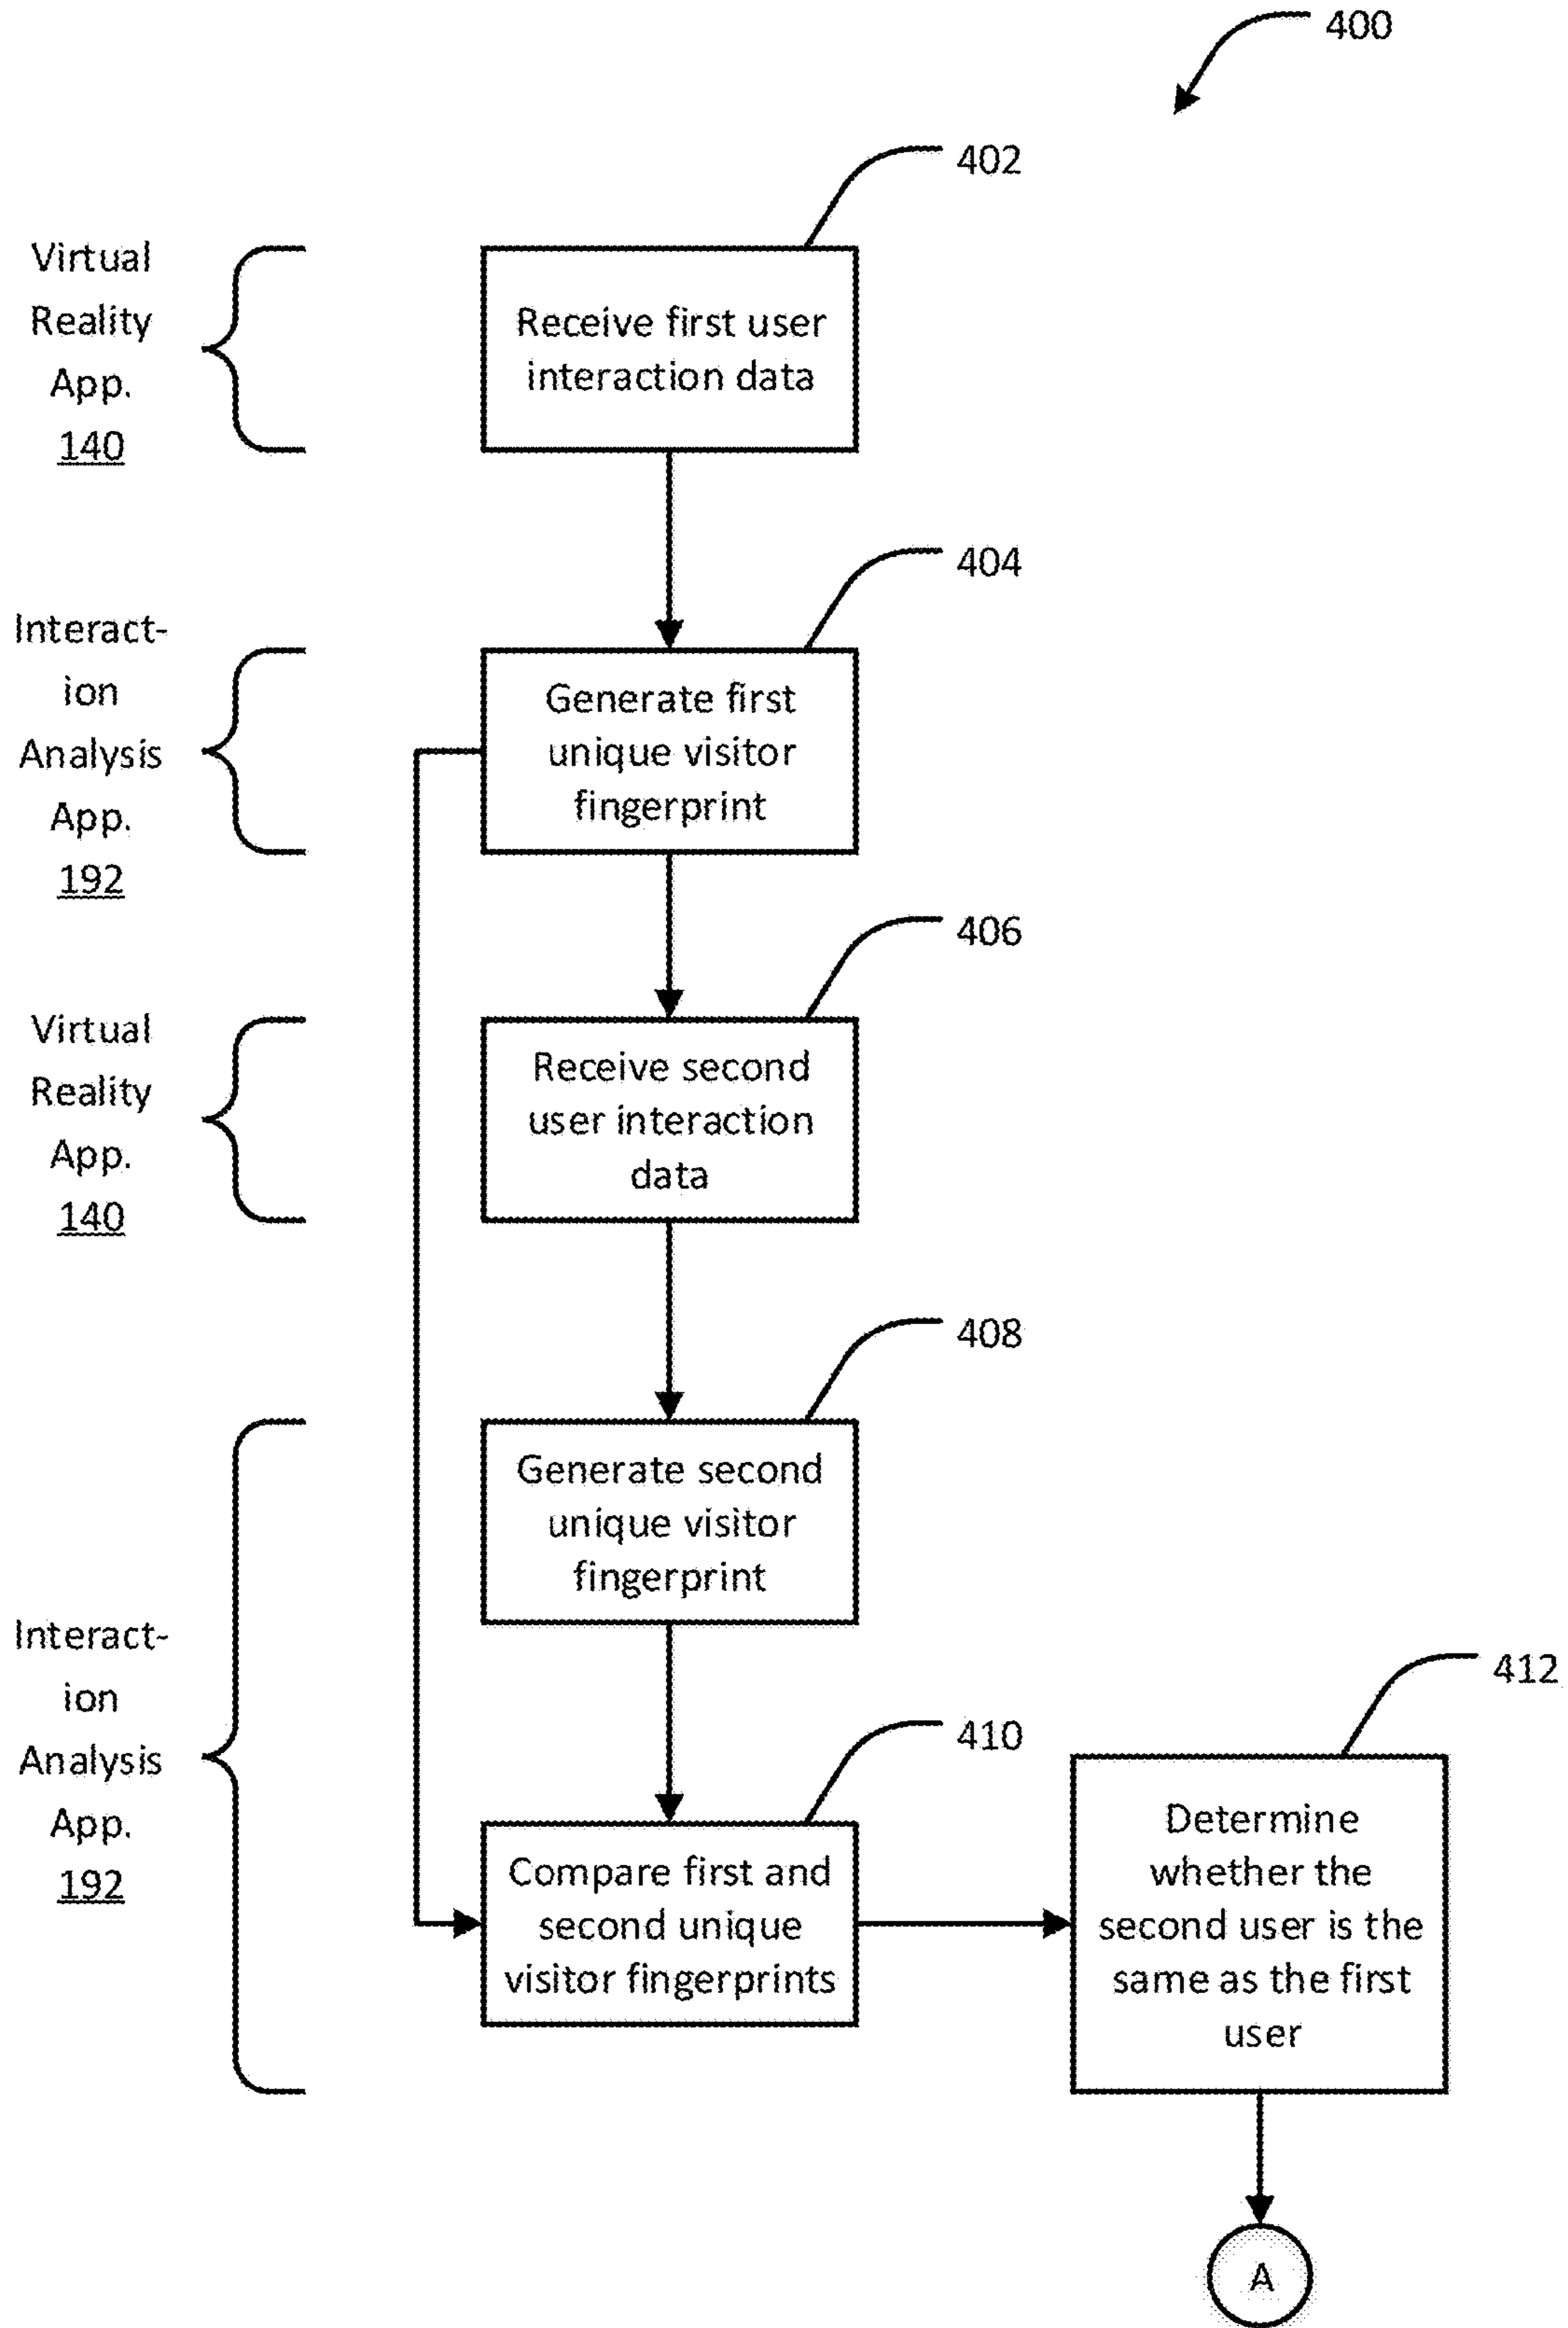 400
402
Virtual
Reality
App.
140
Receive first user
interaction data
404
Interact-
ion
Analysis
App.
192
Generate first
unique visitor
fingerprint
406
Virtual
Reality
App.
140
Receive second
user interaction
data
408
Generate second
unique visitor
fingerprint
Interact-
ion
Analysis
App.
192
410
Compare first and
second unique
visitor fingerprints
412
Determine
whether the
second user is the
same as the first
user
A